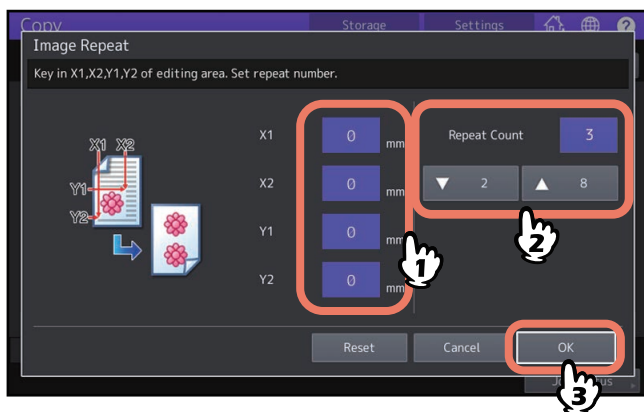 Copy Storage Settings ?
Image Repeat
Key in X1,X2,Y1,Y2 of editing area. Set repeat number.
X1 X2
Y1
Y2
X1 0 mm
X2 0 mm
Y1 0 mm
Y2 0 mm
1
Repeat Count 3
▼ 2 ▲ 8
2
Reset Cancel OK
3